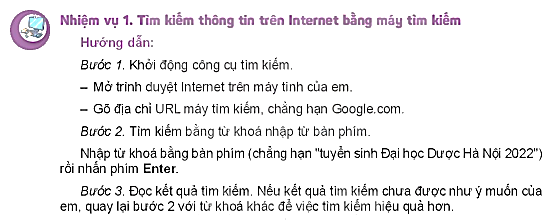 Nhiệm vụ 1. Tìm kiếm thông tin trên Internet bằng máy tìm kiếm
Hướng dẫn:
Bước 1. Khởi động công cụ tìm kiếm.
– Mở trình duyệt Internet trên máy tính của em.
– Gõ địa chỉ URL máy tìm kiếm, chẳng hạn Google.com.
Bước 2. Tìm kiếm bằng từ khoá nhập từ bàn phím.
Nhập từ khoá bằng bàn phím (chẳng hạn "tuyển sinh Đại học Dược Hà Nội 2022")
rồi nhấn phím Enter.
Bước 3. Đọc kết quả tìm kiếm. Nếu kết quả tìm kiếm chưa được như ý muốn của
em, quay lại bước 2 với từ khoá khác để việc tìm kiếm hiệu quả hơn.